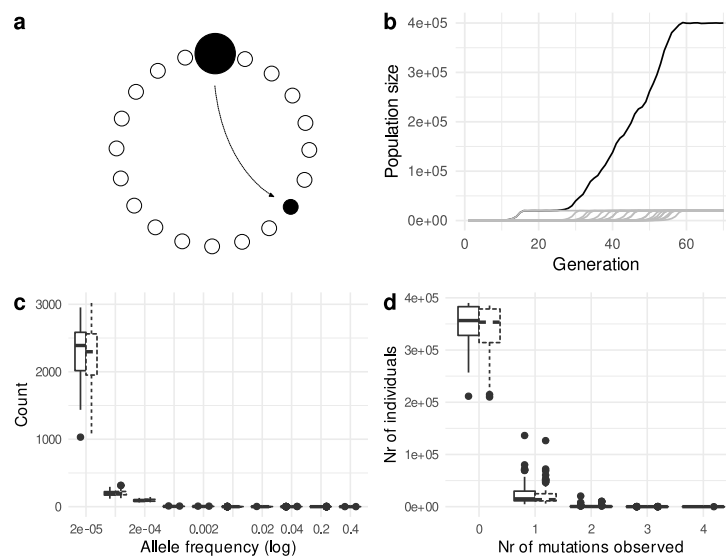 a
b
4e+05
3e+05
2e+05
1e+05
0e+00
Population size
0 20 40 60
Generation
c
3000
2000
1000
0
Count
2e−05 2e−04 0.002 0.02 0.04 0.2 0.4
Allele frequency (log)
d
4e+05
3e+05
2e+05
1e+05
0e+00
Nr of individuals
0 1 2 3 4
Nr of mutations observed